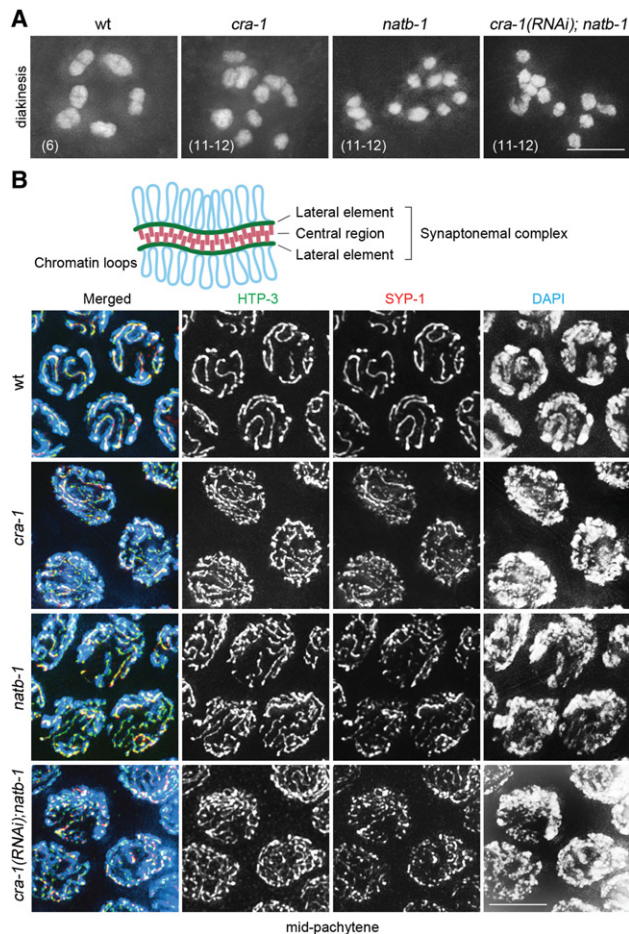 A
wt
cra-1
natb-1
cra-1(RNAi); natb-1
diakinesis
(6)
(11-12)
(11-12)
(11-12)
B
Lateral element
Central region
Lateral element
Synaptonemal complex
Chromatin loops
Merged
HTP-3
SYP-1
DAPI
wt
cra-1
natb-1
cra-1(RNAi);natb-1
mid-pachytene